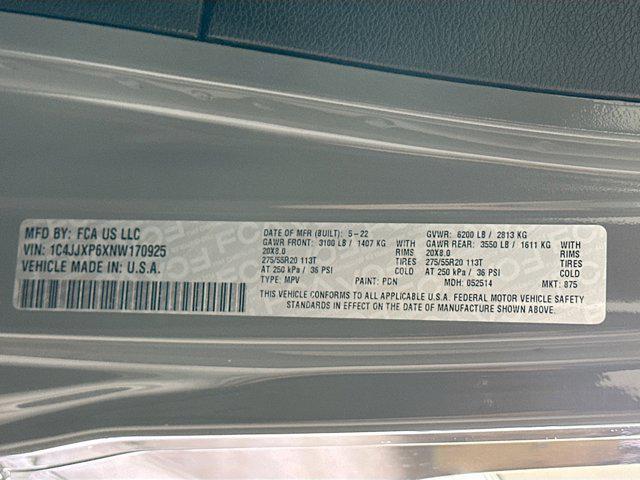 MFD BY: FCA US LLC
VIN: 1C4JJXP6XNW170925
VEHICLE MADE IN U.S.A.
DATE OF MFR (BUILT): 5-22 GVWR: 6200 LB / 2813 KG
GAWR FRONT: 3100 LB / 1407 KG WITH GAWR REAR: 3550 LB / 1611 KG WITH
20X8.0 RIMS 20X8.0 RIMS
275/55R20 113T TIRES 275/55R20 113T TIRES
AT 250 kPa / 36 PSI COLD AT 250 kPa / 36 PSI COLD
TYPE: MPV PAINT: PDN MDH: 052514 MKT: 875
THIS VEHICLE CONFORMS TO ALL APPLICABLE U.S.A. FEDERAL MOTOR VEHICLE SAFETY
STANDARDS IN EFFECT ON THE DATE OF MANUFACTURE SHOWN ABOVE.